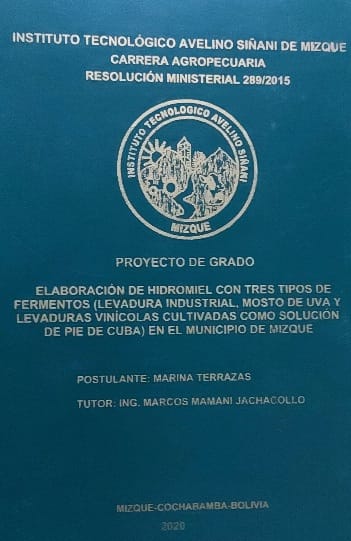 INSTITUTO TECNOLÓGICO AVELINO SIÑANI DE MIZQUE
CARRERA AGROPECUARIA
RESOLUCIÓN MINISTERIAL 289/2015
INSTITUTO TECNOLOGICO AVELINO SIÑANI
MIZQUE
PROYECTO DE GRADO
ELABORACIÓN DE HIDROMIEL CON TRES TIPOS DE
FERMENTOS (LEVADURA INDUSTRIAL, MOSTO DE UVA Y
LEVADURAS VINÍCOLAS CULTIVADAS COMO SOLUCIÓN
DE PIE DE CUBA) EN EL MUNICIPIO DE MIZQUE
POSTULANTE: MARINA TERRAZAS
TUTOR: ING. MARCOS MAMANI JACHACOLLO
MIZQUE-COCHABAMBA-BOLIVIA
2020